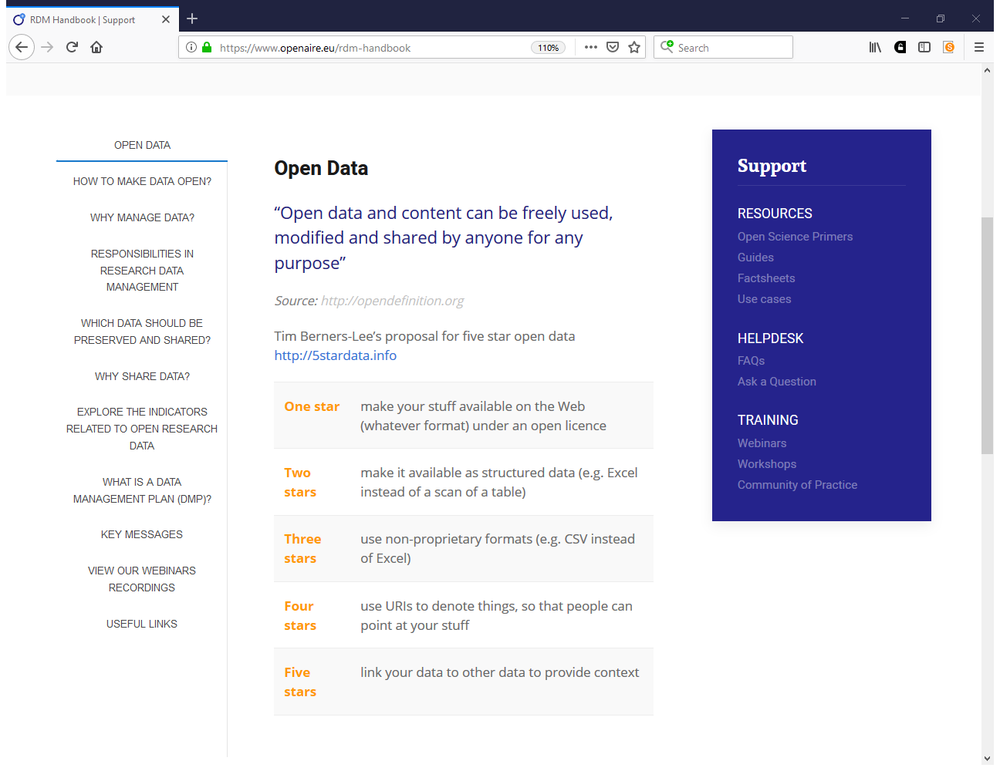 RDM Handbook | Support
https://www.openaire.eu/rdm-handbook
110%
Search
OPEN DATA
HOW TO MAKE DATA OPEN?
WHY MANAGE DATA?
RESPONSIBILITIES IN
RESEARCH DATA
MANAGEMENT
WHICH DATA SHOULD BE
PRESERVED AND SHARED?
WHY SHARE DATA?
EXPLORE THE INDICATORS
RELATED TO OPEN RESEARCH
DATA
WHAT IS A DATA
MANAGEMENT PLAN (DMP)?
KEY MESSAGES
VIEW OUR WEBINARS
RECORDINGS
USEFUL LINKS
Open Data
“Open data and content can be freely used,
modified and shared by anyone for any
purpose”
Source: http://opendefinition.org
Tim Berners-Lee’s proposal for five star open data
http://5stardata.info
One star make your stuff available on the Web
(whatever format) under an open licence
Two make it available as structured data (e.g. Excel
stars instead of a scan of a table)
Three use non-proprietary formats (e.g. CSV instead
stars of Excel)
Four use URIs to denote things, so that people can
stars point at your stuff
Five link your data to other data to provide context
stars
Support
RESOURCES
Open Science Primers
Guides
Factsheets
Use cases
HELPDESK
FAQs
Ask a Question
TRAINING
Webinars
Workshops
Community of Practice